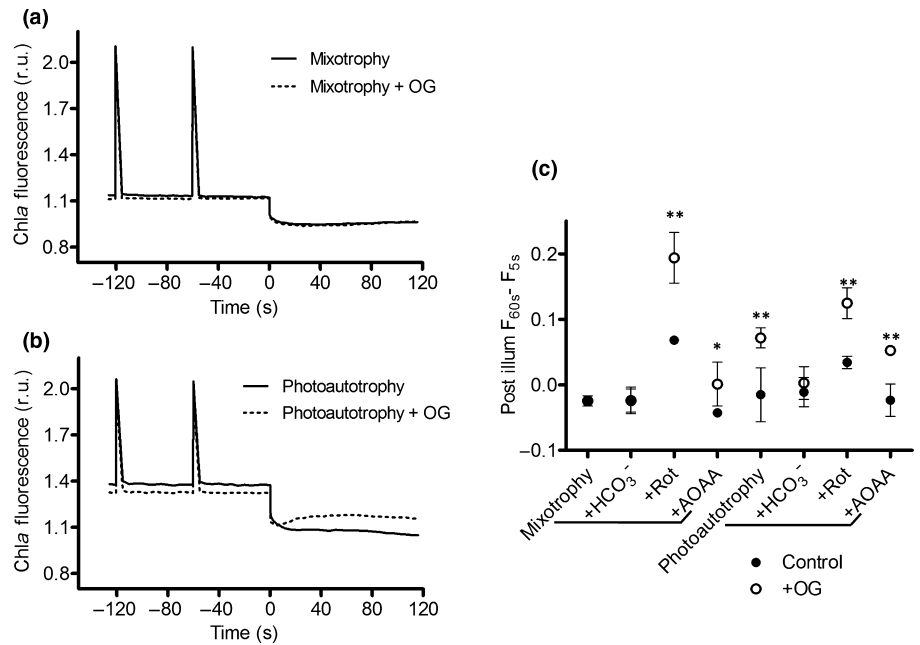 (a)
Chla fluorescence (r.u.)
2.0
1.7
1.4
1.1
0.8
Mixotrophy
Mixotrophy + OG
−120 −80 −40 0 40 80 120
Time (s)
(b)
Chla fluorescence (r.u.)
2.0
1.7
1.4
1.1
0.8
Photoautotrophy
Photoautotrophy + OG
−120 −80 −40 0 40 80 120
Time (s)
(c)
Post illum F60s− F5s
0.2
0.1
0.0
−0.1
**
*
**
**
**
Mixotrophy
+HCO3−
+Rot
+AOAA
Photoautotrophy
+HCO3−
+Rot
+AOAA
Control
+OG